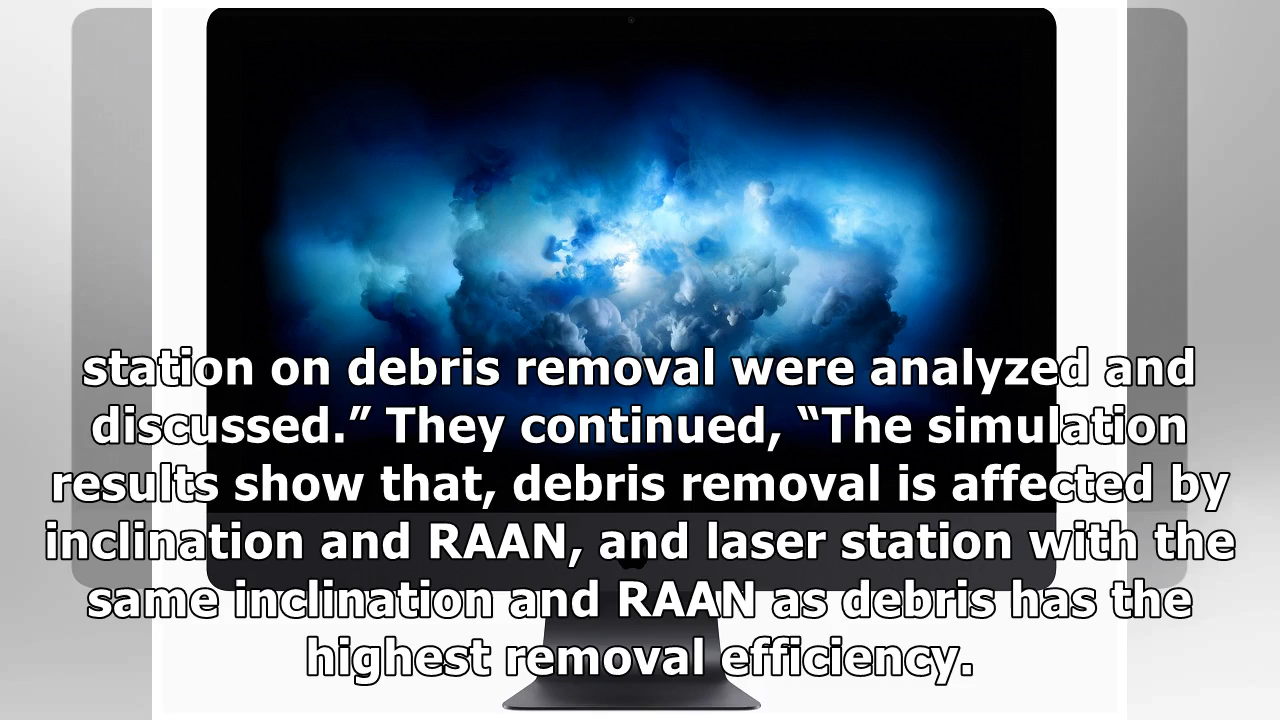 station on debris removal were analyzed and
discussed.” They continued, “The simulation
results show that, debris removal is affected by
inclination and RAAN, and laser station with the
same inclination and RAAN as debris has the
highest removal efficiency.